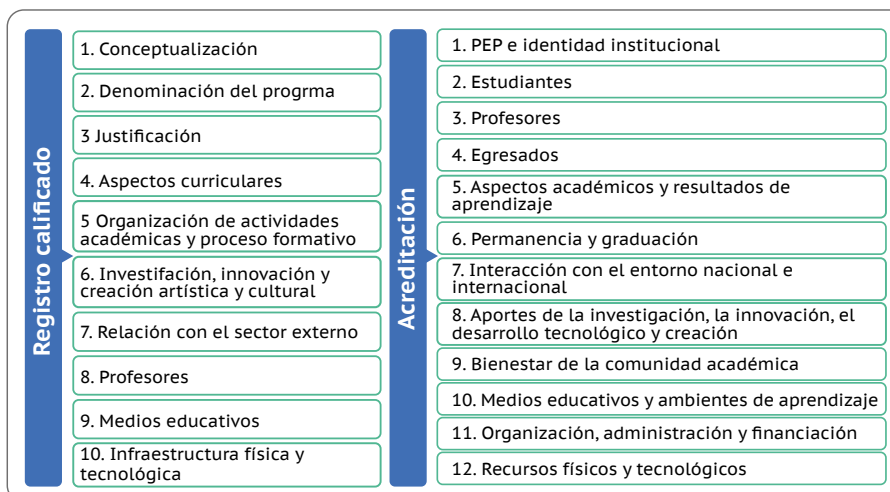 Registro calificado
1. Conceptualización
2. Denominación del progrma
3 Justificación
4. Aspectos curriculares
5 Organización de actividades
académicas y proceso formativo
6. Investifación, innovación y
creación artística y cultural
7. Relación con el sector externo
8. Profesores
9. Medios educativos
10. Infraestructura física y
tecnológica
Acreditación
1. PEP e identidad institucional
2. Estudiantes
3. Profesores
4. Egresados
5. Aspectos académicos y resultados de
aprendizaje
6. Permanencia y graduación
7. Interacción con el entorno nacional e
internacional
8. Aportes de la investigación, la innovación, el
desarrollo tecnológico y creación
9. Bienestar de la comunidad académica
10. Medios educativos y ambientes de aprendizaje
11. Organización, administración y financiación
12. Recursos físicos y tecnológicos